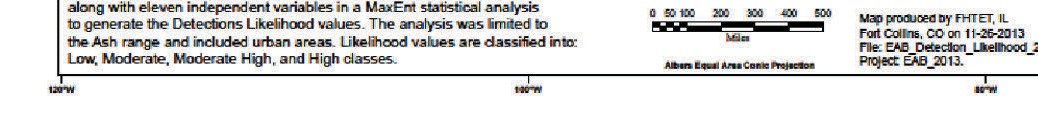 along with eleven independent variables in a MaxEnt statistical analysis
to generate the Detections Likelihood values. The analysis was limited to
the Ash range and included urban areas. Likelihood values are classified into:
Low, Moderate, Moderate High, and High classes.
0 50 100 200 300 400 500
Miles
Albers Equal Area Conic Projection
Map produced by FHTET, IL
Fort Collins, CO on 11-26-2013
File: EAB_Detection_Likelihood_2
Project: EAB_2013.
120°W 100°W 80°W